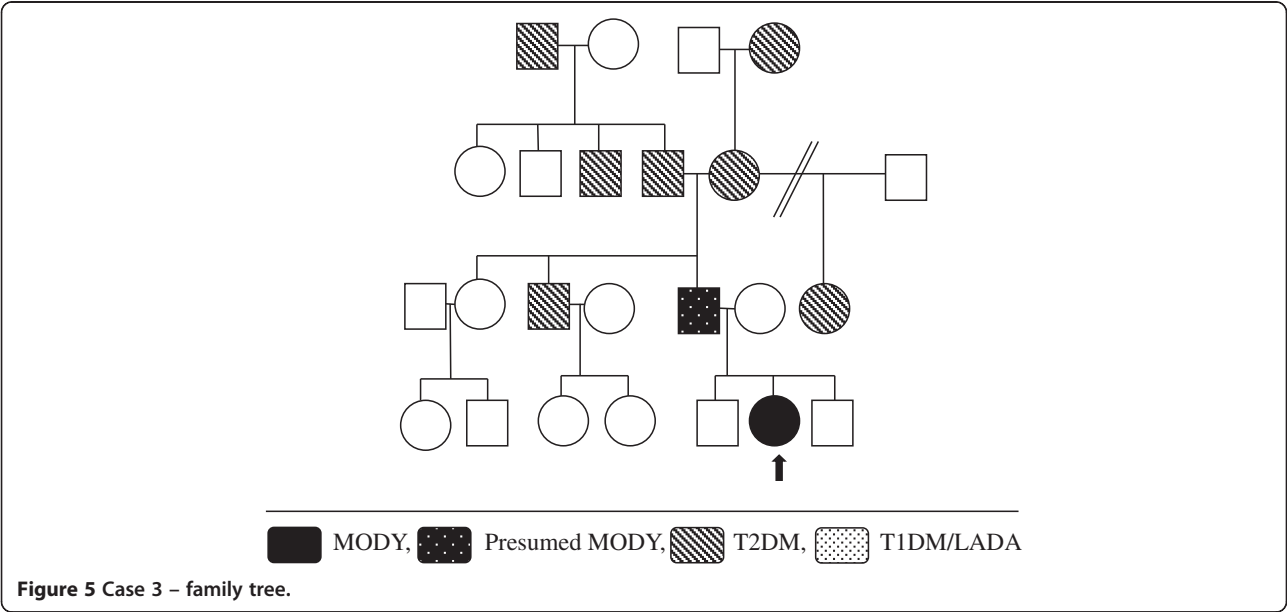 MODY, Presumed MODY, T2DM, T1DM/LADA
Figure 5 Case 3 – family tree.